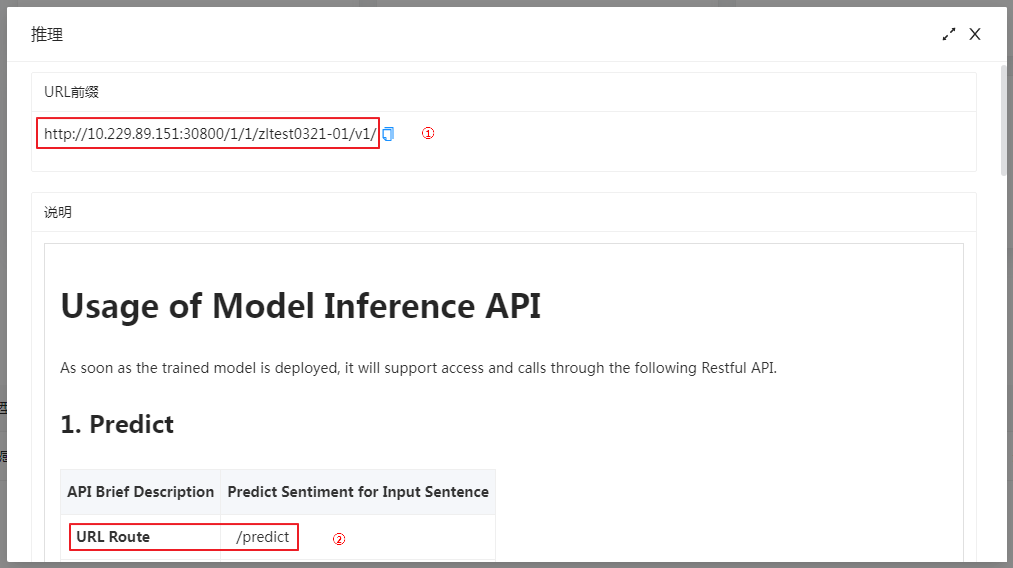 推理
URL前缀
http://10.229.89.151:30800/1/1/zltest0321-01/v1/ ①
说明
Usage of Model Inference API
As soon as the trained model is deployed, it will support access and calls through the following Restful API.
1. Predict
API Brief Description Predict Sentiment for Input Sentence
URL Route /predict ②